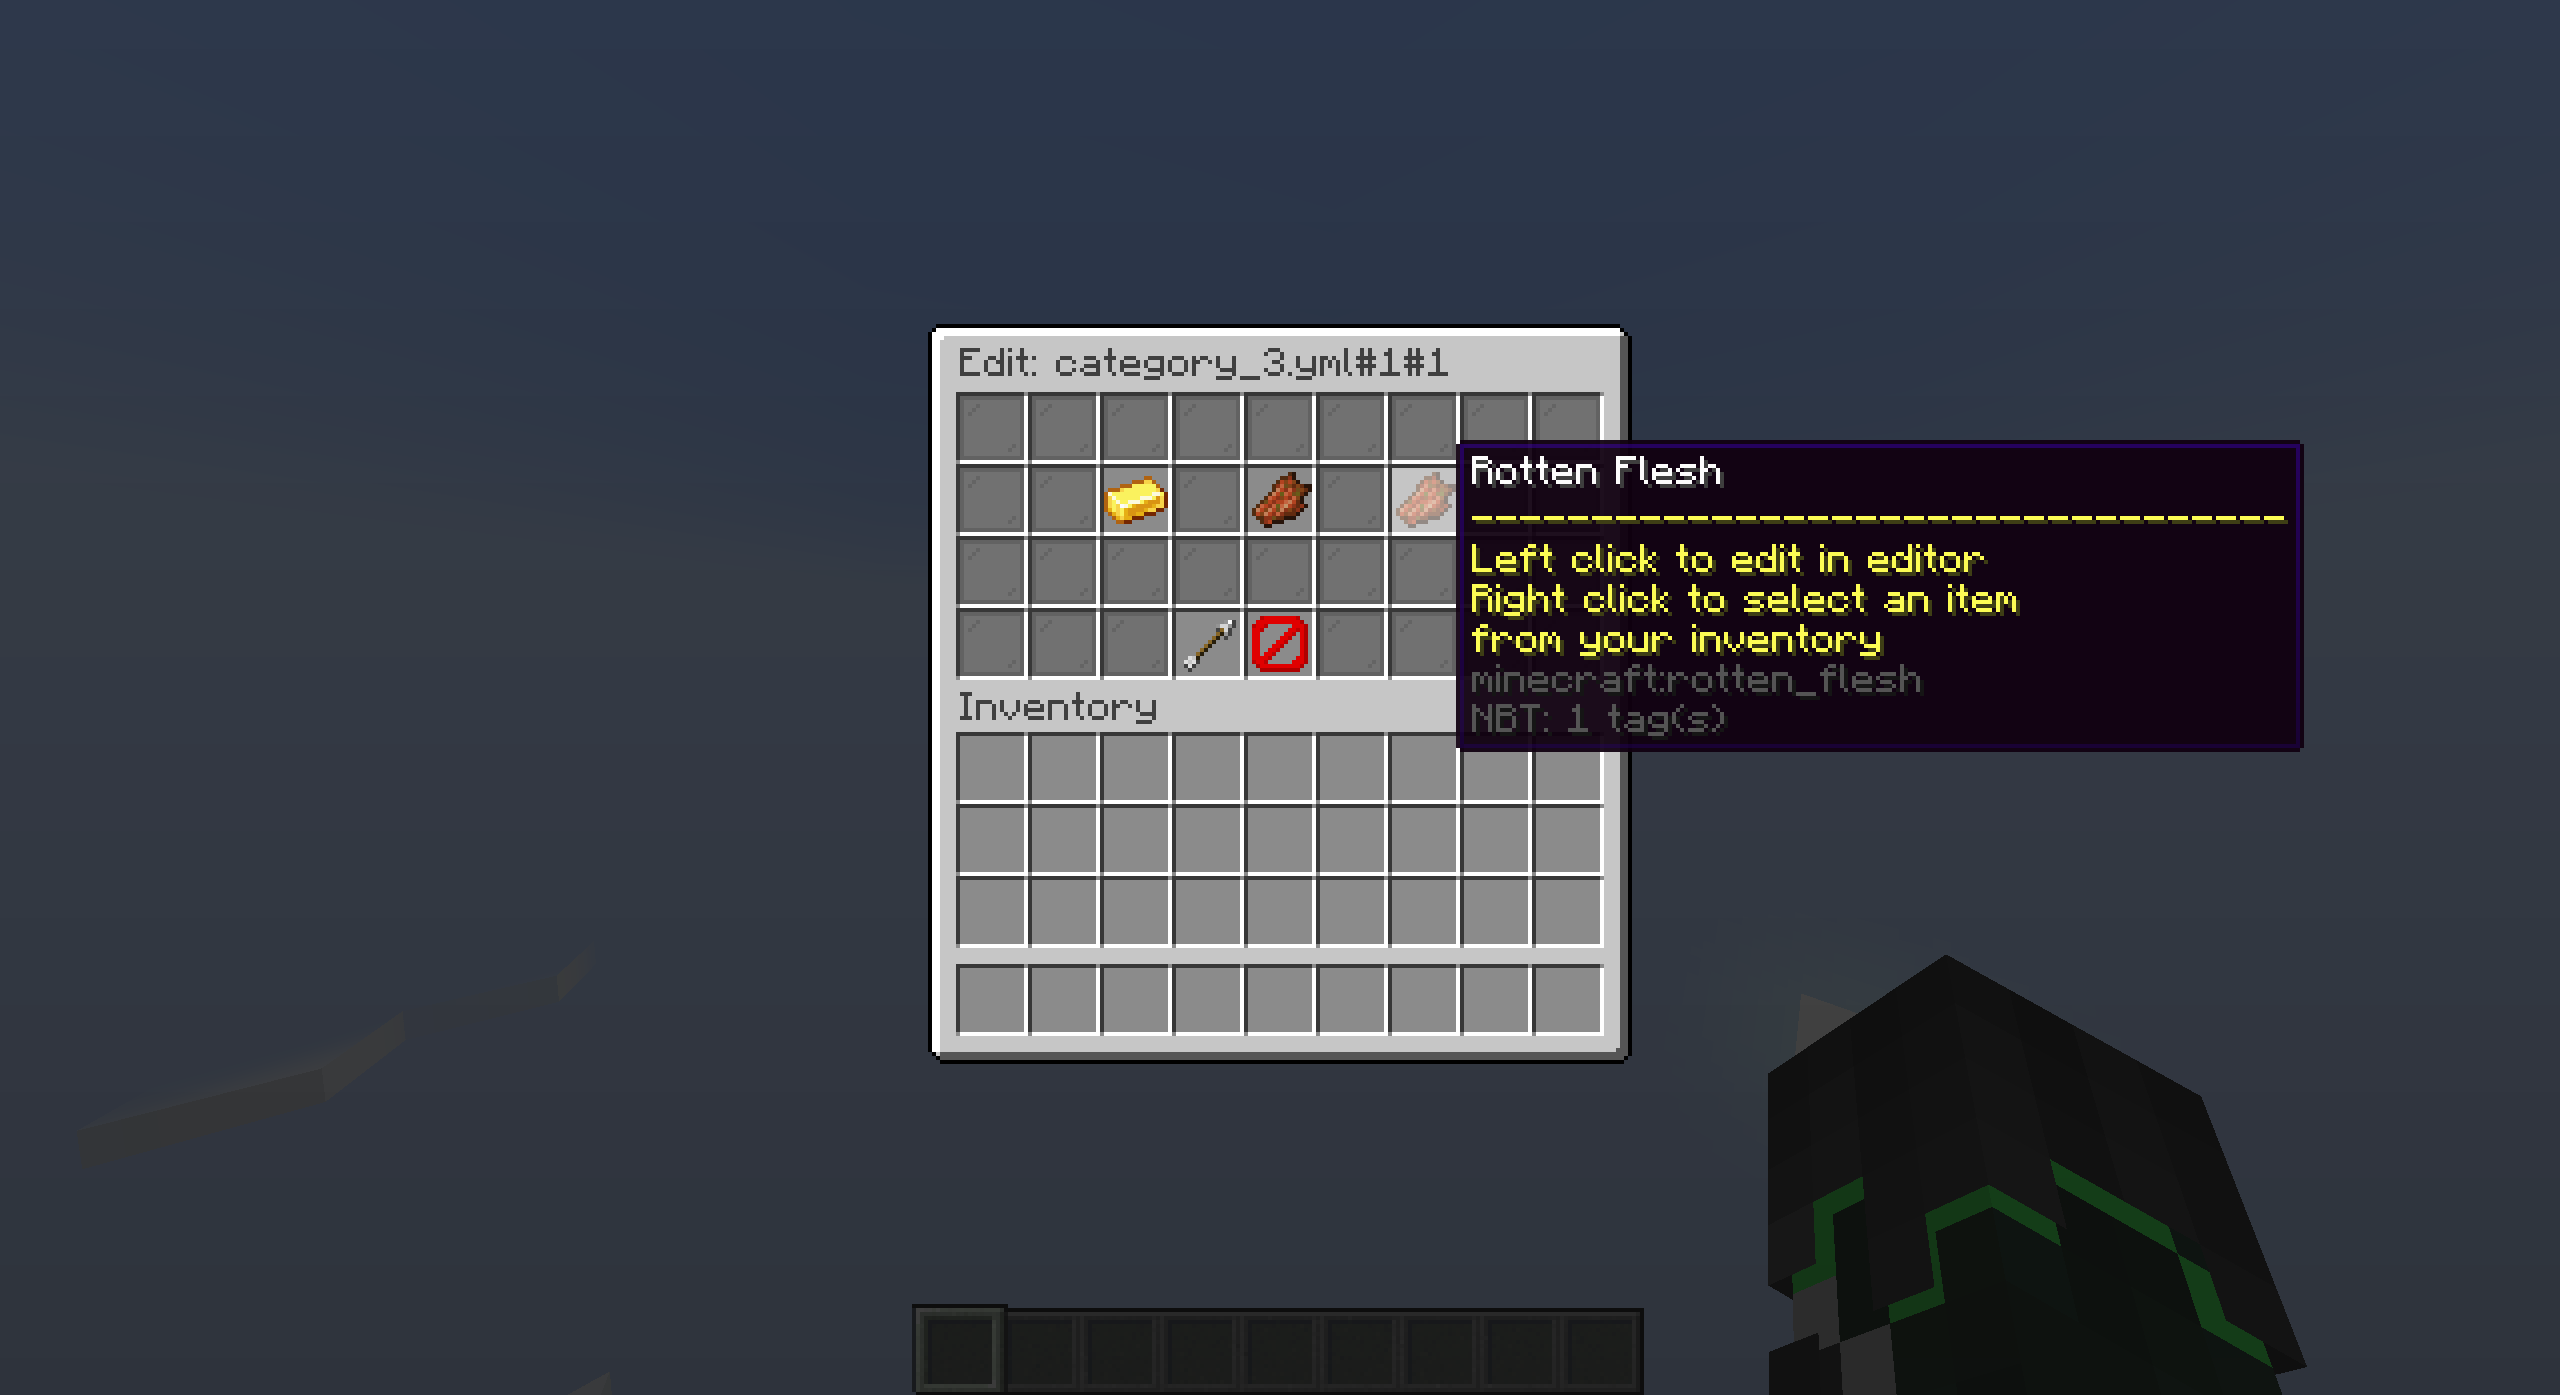 Edit: category_3.yml#1#1
Rotten Flesh
----------------------------------
Left click to edit in editor
Right click to select an item
from your inventory
minecraft:rotten_flesh
NBT: 1 tag(s)
Inventory